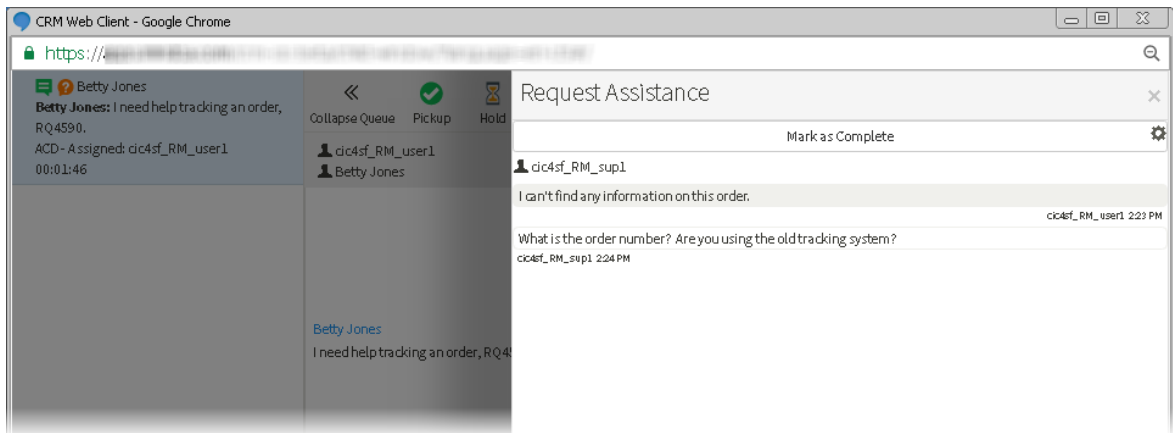 CRM Web Client - Google Chrome
https://
Betty Jones
Betty Jones: I need help tracking an order,
RQ4590.
ACD - Assigned: cic4sf_RM_user1
00:01:46
Collapse Queue
Pickup
Hold
cic4sf_RM_user1
Betty Jones
Betty Jones
I need help tracking an order, RQ45
Request Assistance
Mark as Complete
cic4sf_RM_sup1
I can't find any information on this order.
cic4sf_RM_user1 2:23 PM
What is the order number? Are you using the old tracking system?
cic4sf_RM_sup1 2:24 PM